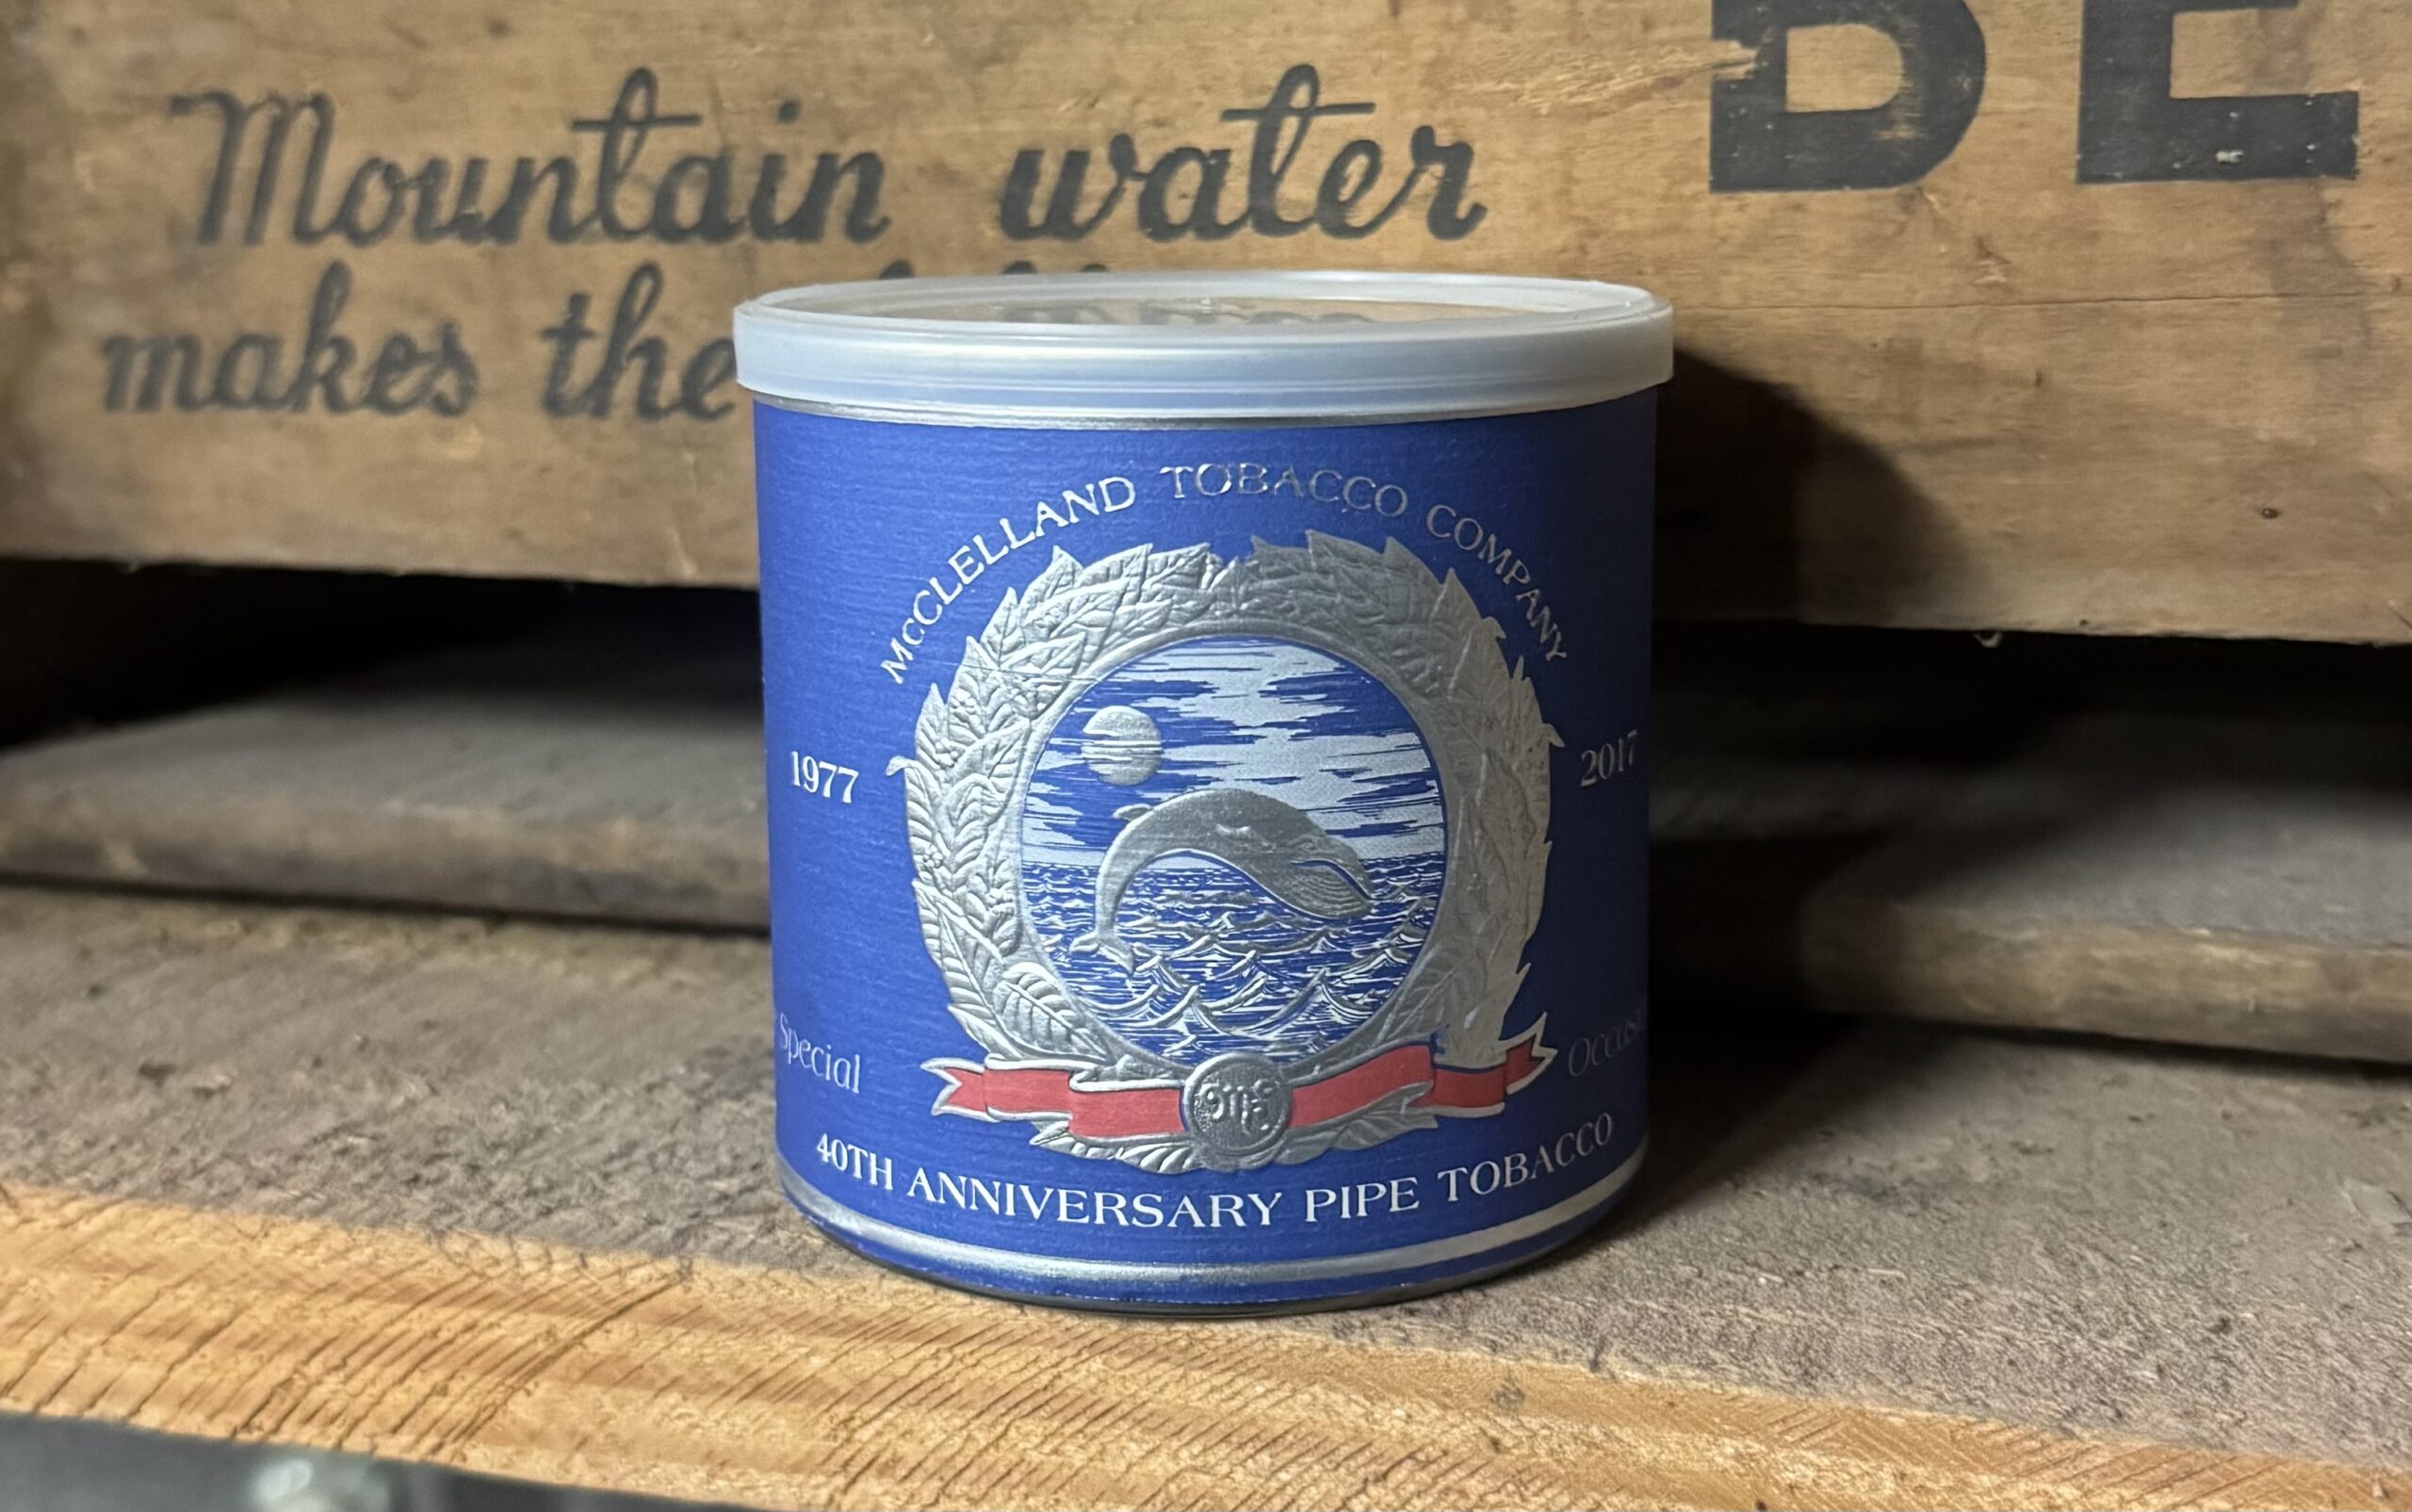 Mountain water
BE
makes the
McCLELLAND TOBACCO COMPANY
1977
2017
Special
40TH ANNIVERSARY PIPE TOBACCO